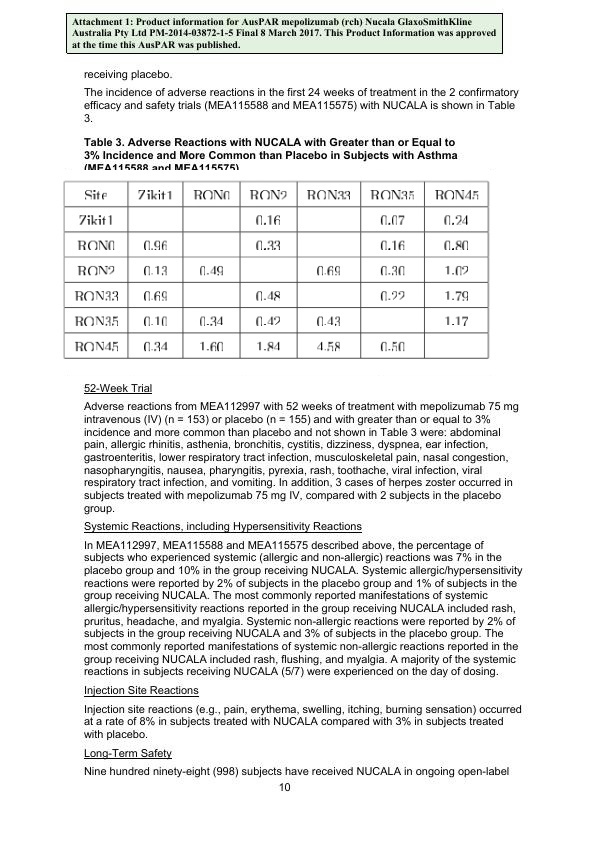 Attachment 1: Product information for AusPAR mepolizumab (rch) Nucala GlaxoSmithKline
Australia Pty Ltd PM-2014-03872-1-5 Final 8 March 2017. This Product Information was approved
at the time this AusPAR was published.
receiving placebo.
The incidence of adverse reactions in the first 24 weeks of treatment in the 2 confirmatory
efficacy and safety trials (MEA115588 and MEA115575) with NUCALA is shown in Table
3.
Table 3. Adverse Reactions with NUCALA with Greater than or Equal to
3% Incidence and More Common than Placebo in Subjects with Asthma
(MEA115588 and MEA115575)
Site Zikit1 RON0 RON2 RON33 RON35 RON45
Zikit1 0.16 0.07 0.24
RON0 0.96 0.33 0.16 0.80
RON2 0.13 0.49 0.69 0.30 1.02
RON33 0.69 0.48 0.22 1.79
RON35 0.10 0.34 0.42 0.43 1.17
RON45 0.34 1.60 1.84 4.58 0.50
52-Week Trial
Adverse reactions from MEA112997 with 52 weeks of treatment with mepolizumab 75 mg
intravenous (IV) (n = 153) or placebo (n = 155) and with greater than or equal to 3%
incidence and more common than placebo and not shown in Table 3 were: abdominal
pain, allergic rhinitis, asthenia, bronchitis, cystitis, dizziness, dyspnea, ear infection,
gastroenteritis, lower respiratory tract infection, musculoskeletal pain, nasal congestion,
nasopharyngitis, nausea, pharyngitis, pyrexia, rash, toothache, viral infection, viral
respiratory tract infection, and vomiting. In addition, 3 cases of herpes zoster occurred in
subjects treated with mepolizumab 75 mg IV, compared with 2 subjects in the placebo
group.
Systemic Reactions, including Hypersensitivity Reactions
In MEA112997, MEA115588 and MEA115575 described above, the percentage of
subjects who experienced systemic (allergic and non-allergic) reactions was 7% in the
placebo group and 10% in the group receiving NUCALA. Systemic allergic/hypersensitivity
reactions were reported by 2% of subjects in the placebo group and 1% of subjects in the
group receiving NUCALA. The most commonly reported manifestations of systemic
allergic/hypersensitivity reactions reported in the group receiving NUCALA included rash,
pruritus, headache, and myalgia. Systemic non-allergic reactions were reported by 2% of
subjects in the group receiving NUCALA and 3% of subjects in the placebo group. The
most commonly reported manifestations of systemic non-allergic reactions reported in the
group receiving NUCALA included rash, flushing, and myalgia. A majority of the systemic
reactions in subjects receiving NUCALA (5/7) were experienced on the day of dosing.
Injection Site Reactions
Injection site reactions (e.g., pain, erythema, swelling, itching, burning sensation) occurred
at a rate of 8% in subjects treated with NUCALA compared with 3% in subjects treated
with placebo.
Long-Term Safety
Nine hundred ninety-eight (998) subjects have received NUCALA in ongoing open-label
10